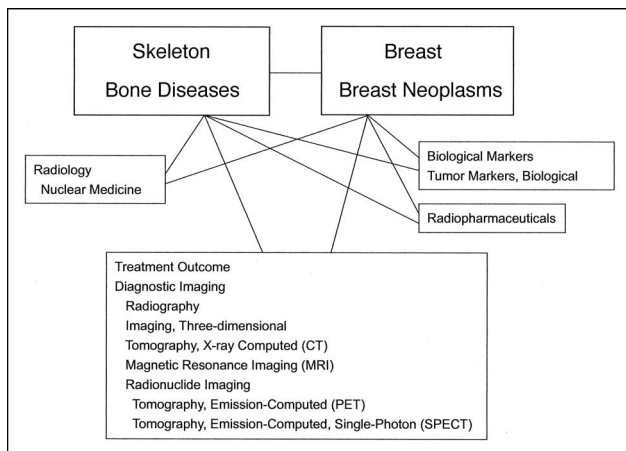 Skeleton
Bone Diseases
Breast
Breast Neoplasms
Radiology
Nuclear Medicine
Biological Markers
Tumor Markers, Biological
Radiopharmaceuticals
Treatment Outcome
Diagnostic Imaging
Radiography
Imaging, Three-dimensional
Tomography, X-ray Computed (CT)
Magnetic Resonance Imaging (MRI)
Radionuclide Imaging
Tomography, Emission-Computed (PET)
Tomography, Emission-Computed, Single-Photon (SPECT)